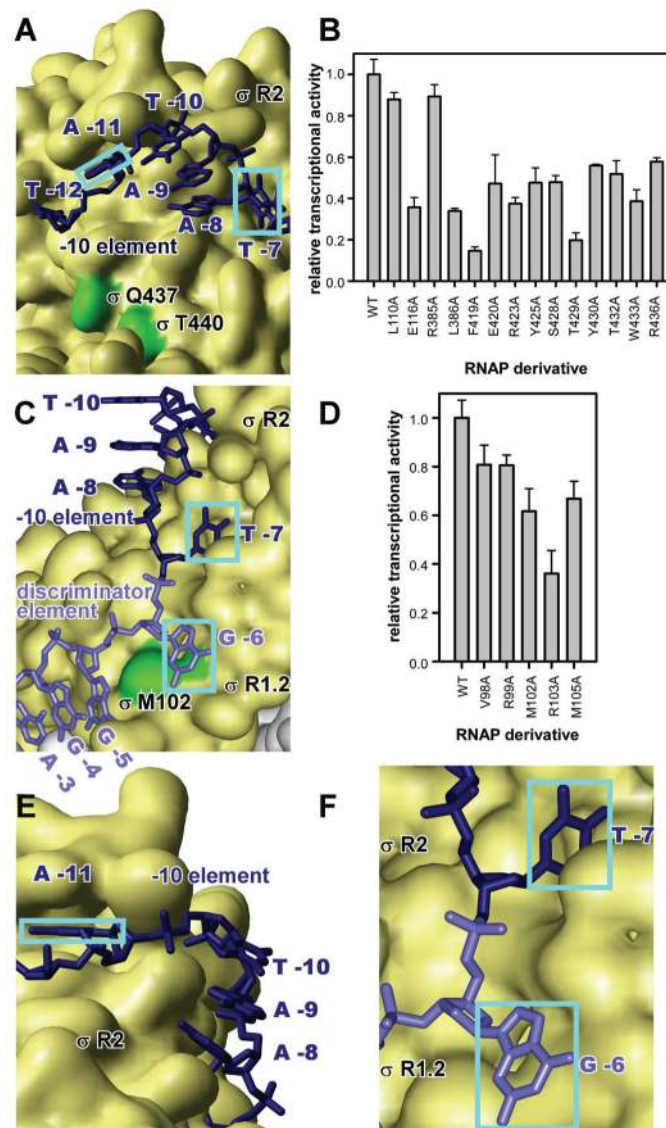 A
T -10
σ R2
A -11
T -12
A -9
A -8
T -7
-10 element
σ Q437
σ T440
B
relative transcriptional activity
1.0
0.8
0.6
0.4
0.2
0.0
WT
L110A
E116A
R385A
L386A
F419A
E420A
R423A
Y425A
S428A
T429A
Y430A
T432A
W433A
R436A
RNAP derivative
C
T -10
σ R2
A -9
A -8
-10 element
T -7
discriminator
element
G -6
σ M102
σ R1.2
G -5
G -4
A -3
D
relative transcriptional activity
1.0
0.8
0.6
0.4
0.2
0.0
WT
V98A
R99A
M102A
R103A
M105A
RNAP derivative
E
A -11
-10 element
T -10
A -9
A -8
σ R2
F
T -7
σ R2
G -6
σ R1.2